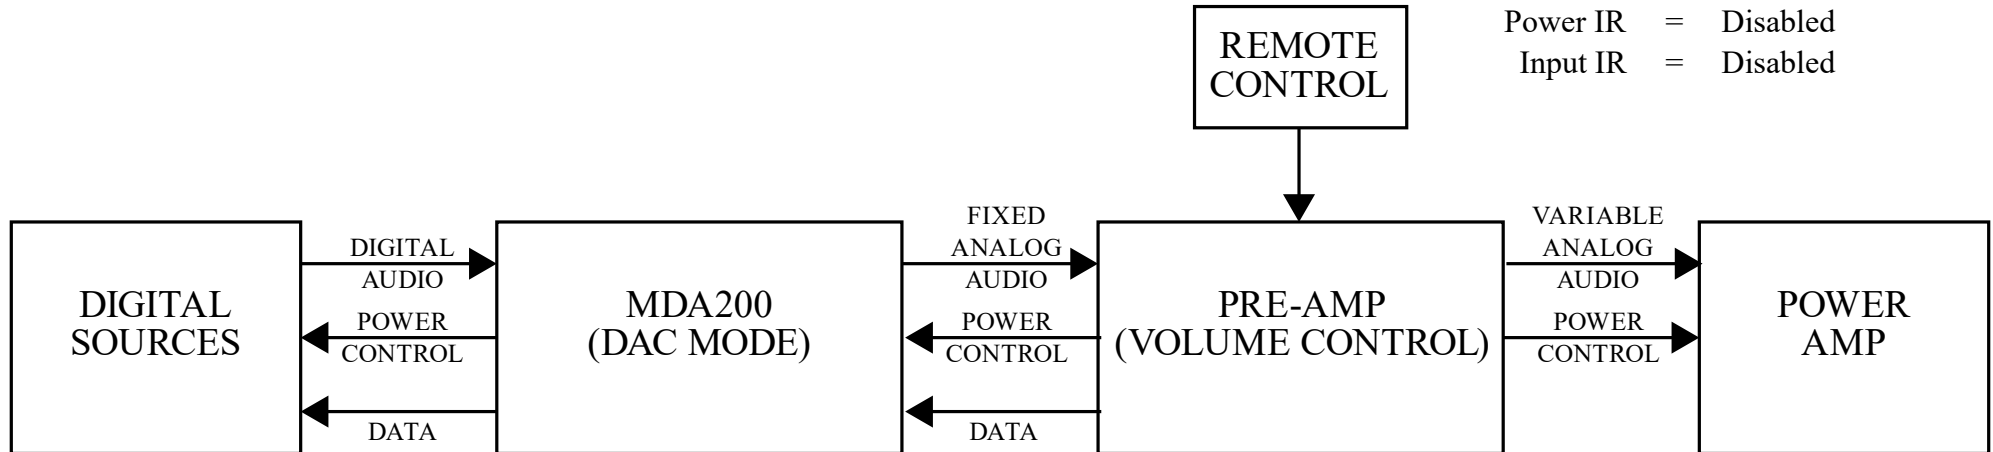 REMOTE
CONTROL
Power IR = Disabled
Input IR = Disabled
DIGITAL
SOURCES
DIGITAL
AUDIO
POWER
CONTROL
DATA
MDA200
(DAC MODE)
FIXED
ANALOG
AUDIO
POWER
CONTROL
DATA
PRE-AMP
(VOLUME CONTROL)
VARIABLE
ANALOG
AUDIO
POWER
CONTROL
POWER
AMP